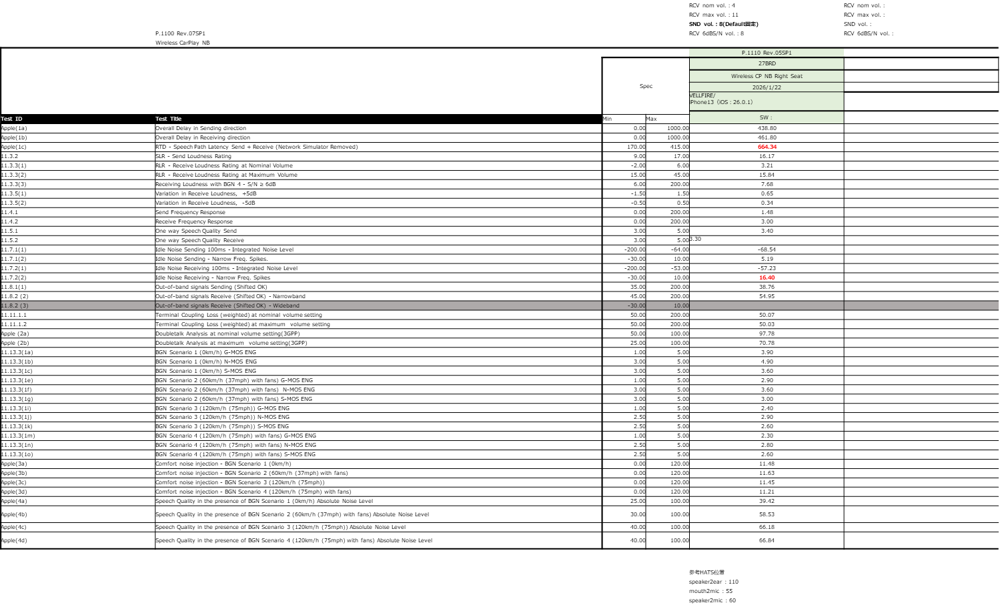 RCV nom vol. : 4 RCV nom vol. :
RCV max vol. : 11 RCV max vol. :
SND vol. : 8(Default固定) SND vol. :
P.1100 Rev.07SP1 RCV 6dBS/N vol. : 8 RCV 6dBS/N vol. :
Wireless CarPlay NB
P.1110 Rev.05SP1
27BRD
Wireless CP NB Right Seat
Spec
2026/1/22
VELLFIRE/
iPhone13（iOS : 26.0.1）
Test ID Test Title Min Max SW :
Apple(1a) Overall Delay in Sending direction 0.00 1000.00 438.80
Apple(1b) Overall Delay in Receiving direction 0.00 1000.00 461.80
Apple(1c) RTD - Speech Path Latency Send + Receive (Network Simulator Removed) 170.00 415.00 664.34
11.3.2 SLR - Send Loudness Rating 9.00 17.00 16.17
11.3.3(1) RLR - Receive Loudness Rating at Nominal Volume -2.00 6.00 3.21
11.3.3(2) RLR - Receive Loudness Rating at Maximum Volume 15.00 45.00 15.84
11.3.3(3) Receiving Loudness with BGN 4 - S/N ≥ 6dB 6.00 200.00 7.68
11.3.5(1) Variation in Receive Loudness, +5dB -1.50 1.50 0.65
11.3.5(2) Variation in Receive Loudness, -5dB -0.50 0.50 0.34
11.4.1 Send Frequency Response 0.00 200.00 1.48
11.4.2 Receive Frequency Response 0.00 200.00 3.00
11.5.1 One way Speech Quality Send 3.00 5.00 3.40
11.5.2 One way Speech Quality Receive 3.00 5.00 3.30
11.7.1(1) Idle Noise Sending 100ms - Integrated Noise Level -200.00 -64.00 -68.54
11.7.1(2) Idle Noise Sending - Narrow Freq. Spikes. -30.00 10.00 5.19
11.7.2(1) Idle Noise Receiving 100ms - Integrated Noise Level -200.00 -53.00 -57.23
11.7.2(2) Idle Noise Receiving - Narrow Freq. Spikes -30.00 10.00 16.40
11.8.1(1) Out-of-band signals Sending (Shifted OK) 35.00 200.00 38.76
11.8.2 (2) Out-of-band signals Receive (Shifted OK) - Narrowband 45.00 200.00 54.95
11.8.2 (3) Out-of-band signals Receive (Shifted OK) - Wideband -30.00 10.00
11.11.1.1 Terminal Coupling Loss (weighted) at nominal volume setting 50.00 200.00 50.07
11.11.1.2 Terminal Coupling Loss (weighted) at maximum volume setting 50.00 200.00 50.03
Apple (2a) Doubletalk Analysis at nominal volume setting(3GPP) 50.00 100.00 97.78
Apple (2b) Doubletalk Analysis at maximum volume setting(3GPP) 25.00 100.00 70.78
11.13.3(1a) BGN Scenario 1 (0km/h) G-MOS ENG 1.00 5.00 3.90
11.13.3(1b) BGN Scenario 1 (0km/h) N-MOS ENG 3.00 5.00 4.90
11.13.3(1c) BGN Scenario 1 (0km/h) S-MOS ENG 3.00 5.00 3.60
11.13.3(1e) BGN Scenario 2 (60km/h (37mph) with fans) G-MOS ENG 1.00 5.00 2.90
11.13.3(1f) BGN Scenario 2 (60km/h (37mph) with fans) N-MOS ENG 3.00 5.00 3.60
11.13.3(1g) BGN Scenario 2 (60km/h (37mph) with fans) S-MOS ENG 3.00 5.00 3.00
11.13.3(1i) BGN Scenario 3 (120km/h (75mph)) G-MOS ENG 1.00 5.00 2.40
11.13.3(1j) BGN Scenario 3 (120km/h (75mph)) N-MOS ENG 2.50 5.00 2.90
11.13.3(1k) BGN Scenario 3 (120km/h (75mph)) S-MOS ENG 2.50 5.00 2.60
11.13.3(1m) BGN Scenario 4 (120km/h (75mph) with fans) G-MOS ENG 1.00 5.00 2.30
11.13.3(1n) BGN Scenario 4 (120km/h (75mph) with fans) N-MOS ENG 2.50 5.00 2.80
11.13.3(1o) BGN Scenario 4 (120km/h (75mph) with fans) S-MOS ENG 2.50 5.00 2.60
Apple(3a) Comfort noise injection - BGN Scenario 1 (0km/h) 0.00 120.00 11.48
Apple(3b) Comfort noise injection - BGN Scenario 2 (60km/h (37mph) with fans) 0.00 120.00 11.63
Apple(3c) Comfort noise injection - BGN Scenario 3 (120km/h (75mph)) 0.00 120.00 11.45
Apple(3d) Comfort noise injection - BGN Scenario 4 (120km/h (75mph) with fans) 0.00 120.00 11.21
Apple(4a) Speech Quality in the presence of BGN Scenario 1 (0km/h) Absolute Noise Level 25.00 100.00 39.42
Apple(4b) Speech Quality in the presence of BGN Scenario 2 (60km/h (37mph) with fans) Absolute Noise Level 30.00 100.00 58.53
Apple(4c) Speech Quality in the presence of BGN Scenario 3 (120km/h (75mph)) Absolute Noise Level 40.00 100.00 66.18
Apple(4d) Speech Quality in the presence of BGN Scenario 4 (120km/h (75mph) with fans) Absolute Noise Level 40.00 100.00 66.84
参考HATS位置
speaker2ear : 110
mouth2mic : 55
speaker2mic : 60